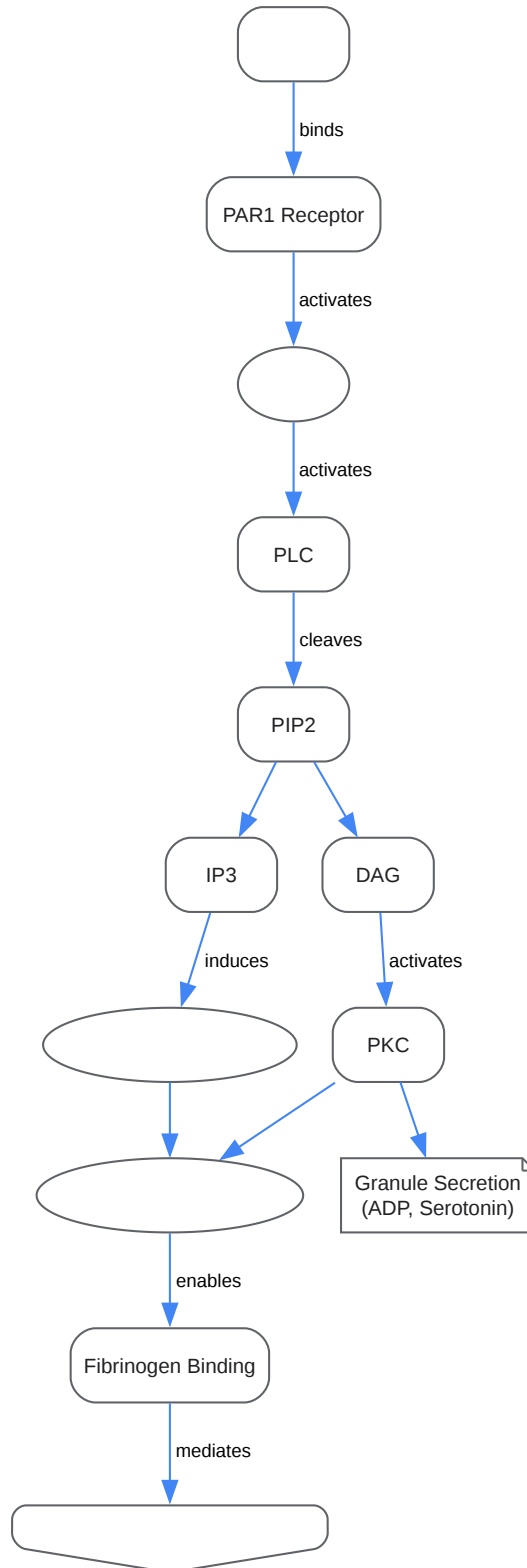 binds
PAR1 Receptor
activates
activates
PLC
cleaves
PIP2
IP3
DAG
induces
activates
PKC
Granule Secretion
(ADP, Serotonin)
enables
Fibrinogen Binding
mediates